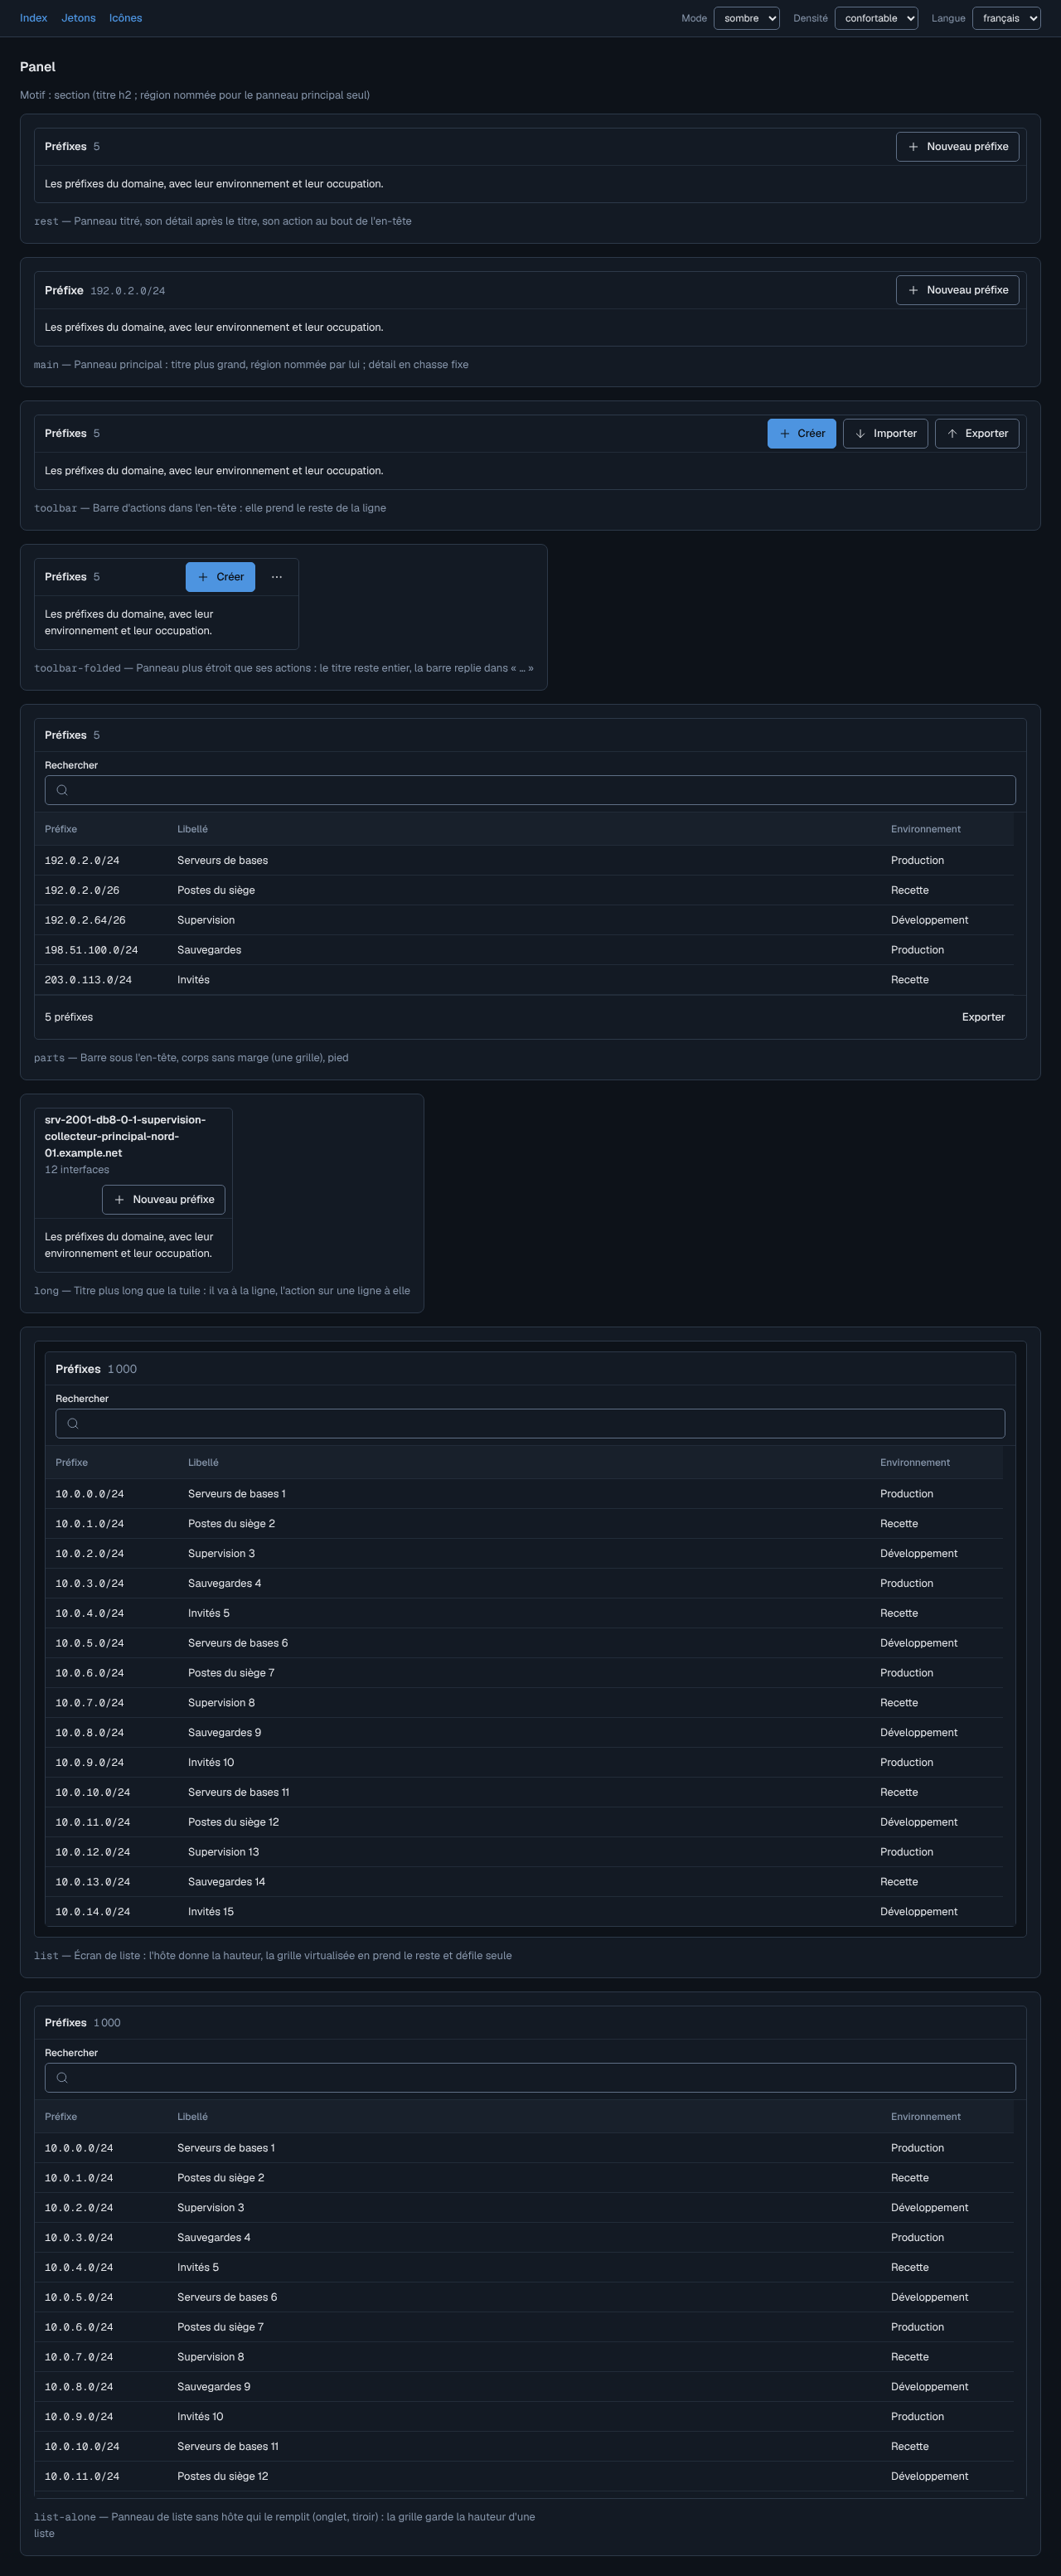 Index Jetons Icônes Mode sombre Densité confortable Langue français
Panel
Motif : section (titre h2 ; région nommée pour le panneau principal seul)
Préfixes 5 Nouveau préfixe
Les préfixes du domaine, avec leur environnement et leur occupation.
rest — Panneau titré, son détail après le titre, son action au bout de l'en-tête
Préfixe 192.0.2.0/24 Nouveau préfixe
Les préfixes du domaine, avec leur environnement et leur occupation.
main — Panneau principal : titre plus grand, région nommée par lui ; détail en chasse fixe
Préfixes 5 Créer Importer Exporter
Les préfixes du domaine, avec leur environnement et leur occupation.
toolbar — Barre d'actions dans l'en-tête : elle prend le reste de la ligne
Préfixes 5 Créer ...
Les préfixes du domaine, avec leur
environnement et leur occupation.
toolbar-folded — Panneau plus étroit que ses actions : le titre reste entier, la barre replie dans « … »
Préfixes 5
Rechercher
Préfixe Libellé Environnement
192.0.2.0/24 Serveurs de bases Production
192.0.2.0/26 Postes du siège Recette
192.0.2.64/26 Supervision Développement
198.51.100.0/24 Sauvegardes Production
203.0.113.0/24 Invités Recette
5 préfixes Exporter
parts — Barre sous l'en-tête, corps sans marge (une grille), pied
srv-2001-db8-0-1-supervision-
collecteur-principal-nord-
01.example.net
12 interfaces
Nouveau préfixe
Les préfixes du domaine, avec leur
environnement et leur occupation.
long — Titre plus long que la tuile : il va à la ligne, l'action sur une ligne à elle
Préfixes 1 000
Rechercher
Préfixe Libellé Environnement
10.0.0.0/24 Serveurs de bases 1 Production
10.0.1.0/24 Postes du siège 2 Recette
10.0.2.0/24 Supervision 3 Développement
10.0.3.0/24 Sauvegardes 4 Production
10.0.4.0/24 Invités 5 Recette
10.0.5.0/24 Serveurs de bases 6 Développement
10.0.6.0/24 Postes du siège 7 Production
10.0.7.0/24 Supervision 8 Recette
10.0.8.0/24 Sauvegardes 9 Développement
10.0.9.0/24 Invités 10 Production
10.0.10.0/24 Serveurs de bases 11 Recette
10.0.11.0/24 Postes du siège 12 Développement
10.0.12.0/24 Supervision 13 Production
10.0.13.0/24 Sauvegardes 14 Recette
10.0.14.0/24 Invités 15 Développement
list — Écran de liste : l'hôte donne la hauteur, la grille virtualisée en prend le reste et défile seule
Préfixes 1 000
Rechercher
Préfixe Libellé Environnement
10.0.0.0/24 Serveurs de bases 1 Production
10.0.1.0/24 Postes du siège 2 Recette
10.0.2.0/24 Supervision 3 Développement
10.0.3.0/24 Sauvegardes 4 Production
10.0.4.0/24 Invités 5 Recette
10.0.5.0/24 Serveurs de bases 6 Développement
10.0.6.0/24 Postes du siège 7 Production
10.0.7.0/24 Supervision 8 Recette
10.0.8.0/24 Sauvegardes 9 Développement
10.0.9.0/24 Invités 10 Production
10.0.10.0/24 Serveurs de bases 11 Recette
10.0.11.0/24 Postes du siège 12 Développement
list-alone — Panneau de liste sans hôte qui le remplit (onglet, tiroir) : la grille garde la hauteur d'une
liste